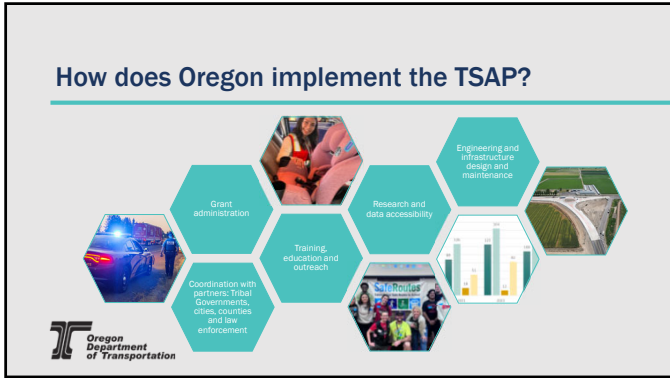 How does Oregon implement the TSAP?
Engineering and
infrastructure
design and
maintenance
Grant
administration
Research and
data accessibility
Training,
education and
outreach
Coordination with
partners: Tribal
Governments,
cities, counties
and law
enforcement
SafeRoutes
Oregon
Department
of Transportation